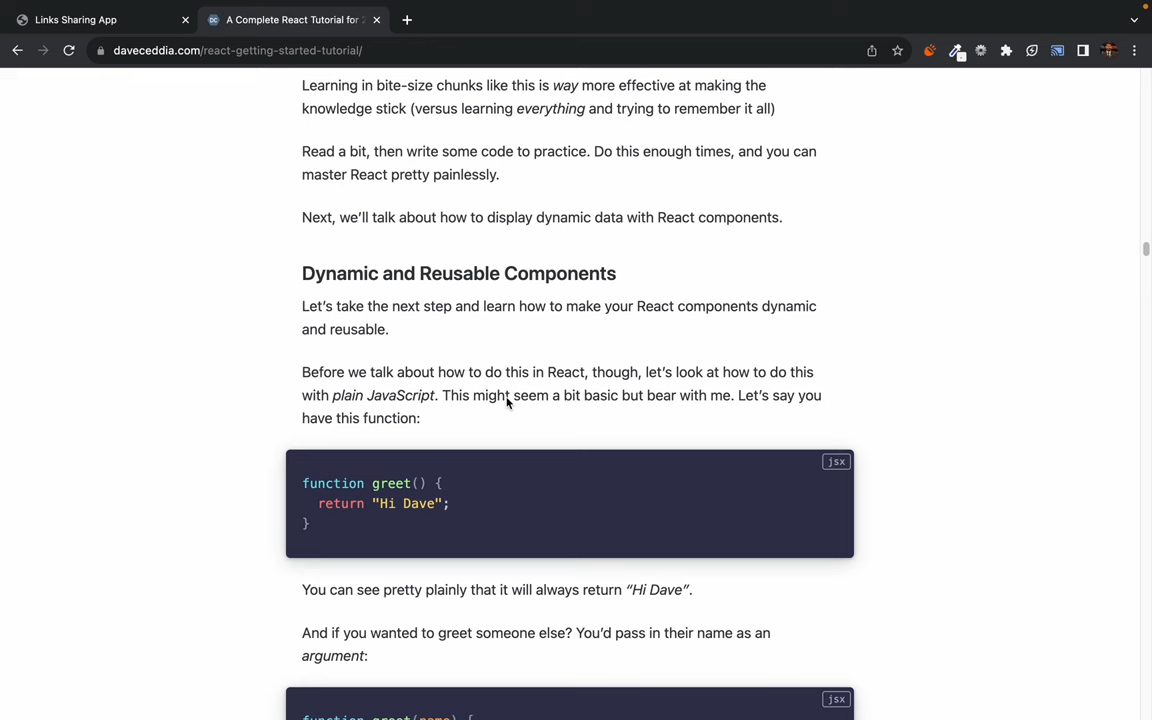 Links Sharing App
A Complete React Tutorial for 2
daveceddia.com/react-getting-started-tutorial/
Learning in bite-size chunks like this is way more effective at making the
knowledge stick (versus learning everything and trying to remember it all)
Read a bit, then write some code to practice. Do this enough times, and you can
master React pretty painlessly.
Next, we’ll talk about how to display dynamic data with React components.
Dynamic and Reusable Components
Let’s take the next step and learn how to make your React components dynamic
and reusable.
Before we talk about how to do this in React, though, let’s look at how to do this
with plain JavaScript. This might seem a bit basic but bear with me. Let’s say you
have this function:
jsx
function greet() {
return "Hi Dave";
}
You can see pretty plainly that it will always return “Hi Dave”.
And if you wanted to greet someone else? You’d pass in their name as an
argument:
jsx
function greet(name) {